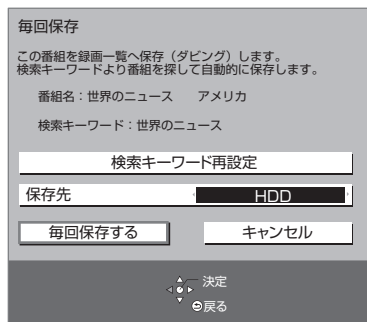 毎回保存
この番組を録画一覧へ保存（ダビング）します。
検索キーワードより番組を探して自動的に保存します。
番組名：世界のニュース　　アメリカ
検索キーワード：世界のニュース
検索キーワード再設定
保存先　HDD
毎回保存する　キャンセル
決定
戻る